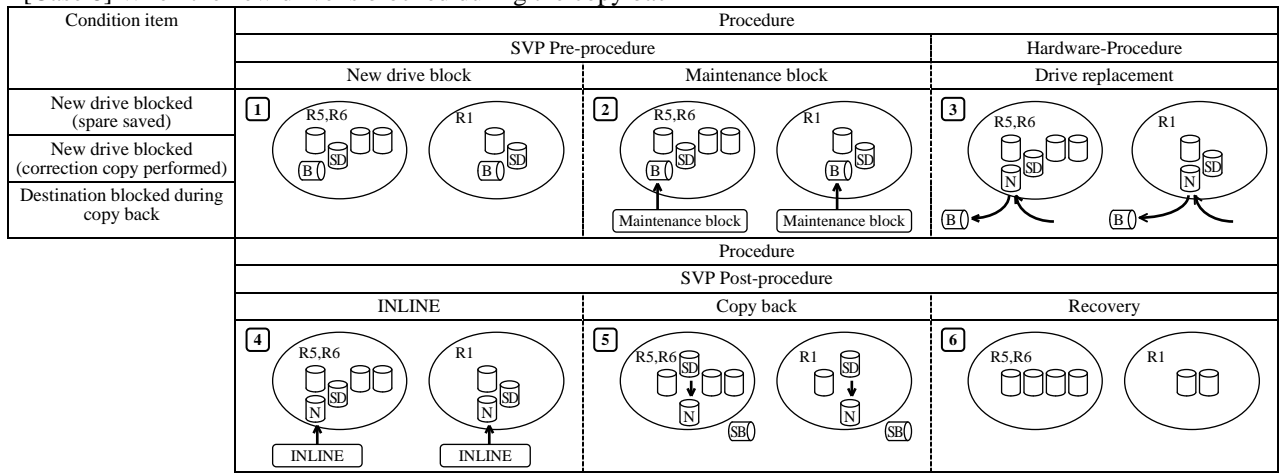 Condition item
Procedure
SVP Pre-procedure
Hardware-Procedure
New drive block
Maintenance block
Drive replacement
New drive blocked
(spare saved)
New drive blocked
(correction copy performed)
Destination blocked during
copy back
1
R5,R6
SD
B
R1
SD
B
2
R5,R6
SD
B
Maintenance block
R1
SD
B
Maintenance block
3
R5,R6
SD
N
B
R1
SD
N
B
Procedure
SVP Post-procedure
INLINE
Copy back
Recovery
4
R5,R6
SD
N
INLINE
R1
SD
N
INLINE
5
R5,R6
SD
N
SB
R1
SD
N
SB
6
R5,R6
R1